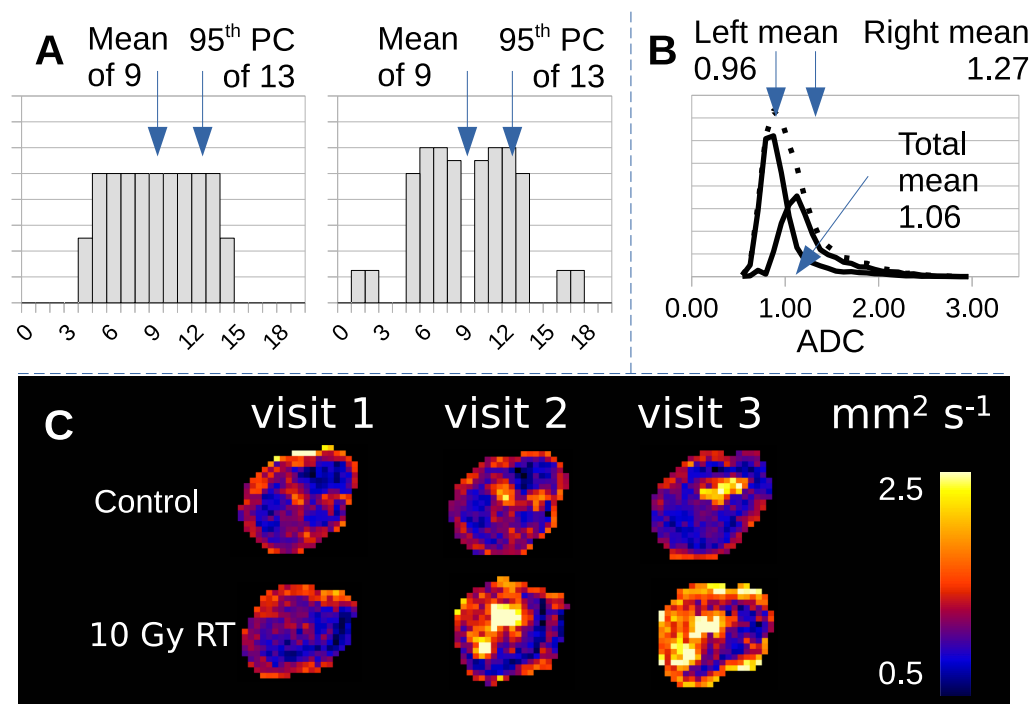 A
Mean
of 9
95th PC
of 13
Mean
of 9
95th PC
of 13
0 3 6 9 12 15 18
0 3 6 9 12 15 18
B
Left mean
0.96
Right mean
1.27
Total
mean
1.06
0.00 1.00 2.00 3.00
ADC
C
visit 1 visit 2 visit 3 mm² s⁻¹
Control
2.5
10 Gy RT
0.5